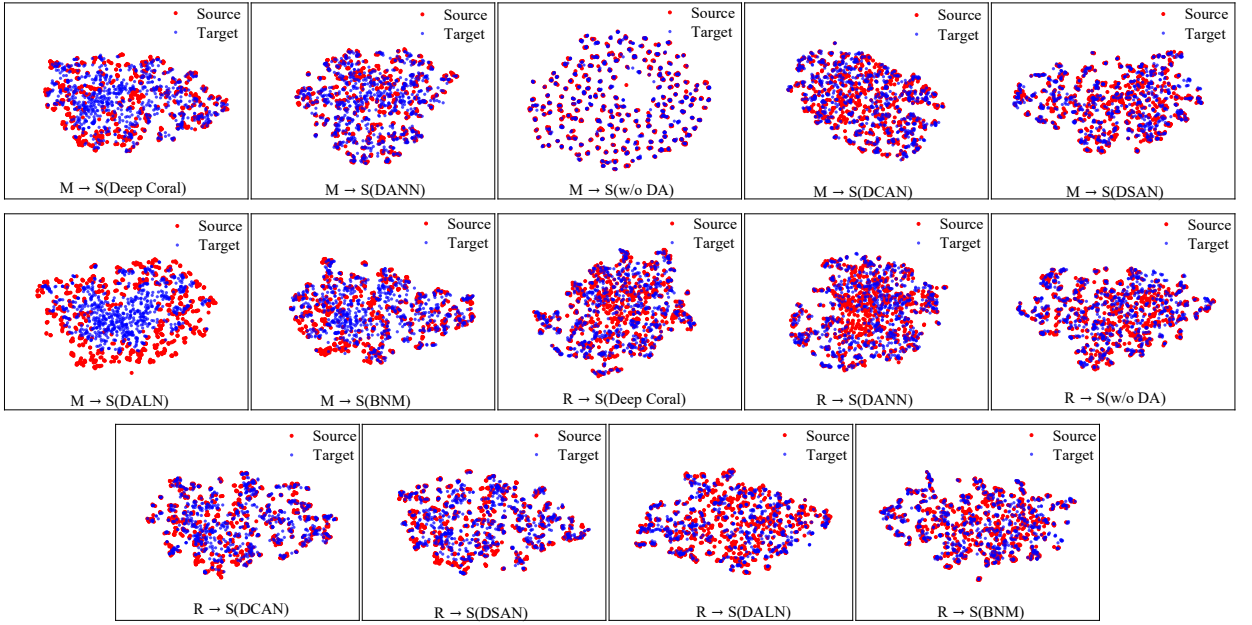 Source
Target
M → S(Deep Coral)
Source
Target
M → S(DANN)
Source
Target
M → S(w/o DA)
Source
Target
M → S(DCAN)
Source
Target
M → S(DSAN)
Source
Target
M → S(DALN)
Source
Target
M → S(BNM)
Source
Target
R → S(Deep Coral)
Source
Target
R → S(DANN)
Source
Target
R → S(w/o DA)
Source
Target
R → S(DCAN)
Source
Target
R → S(DSAN)
Source
Target
R → S(DALN)
Source
Target
R → S(BNM)